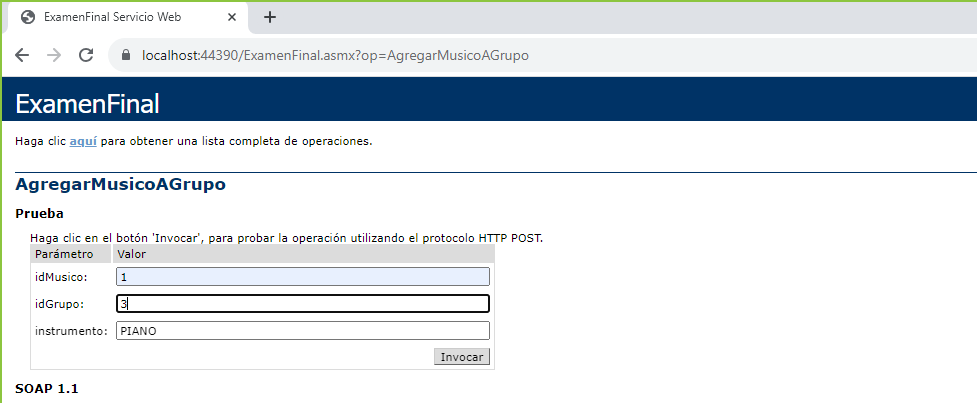 ExamenFinal Servicio Web
localhost:44390/ExamenFinal.asmx?op=AgregarMusicoAGrupo
ExamenFinal
Haga clic aquí para obtener una lista completa de operaciones.
AgregarMusicoAGrupo
Prueba
Haga clic en el botón 'Invocar', para probar la operación utilizando el protocolo HTTP POST.
Parámetro Valor
idMusico: 1
idGrupo: 3
instrumento: PIANO
Invocar
SOAP 1.1